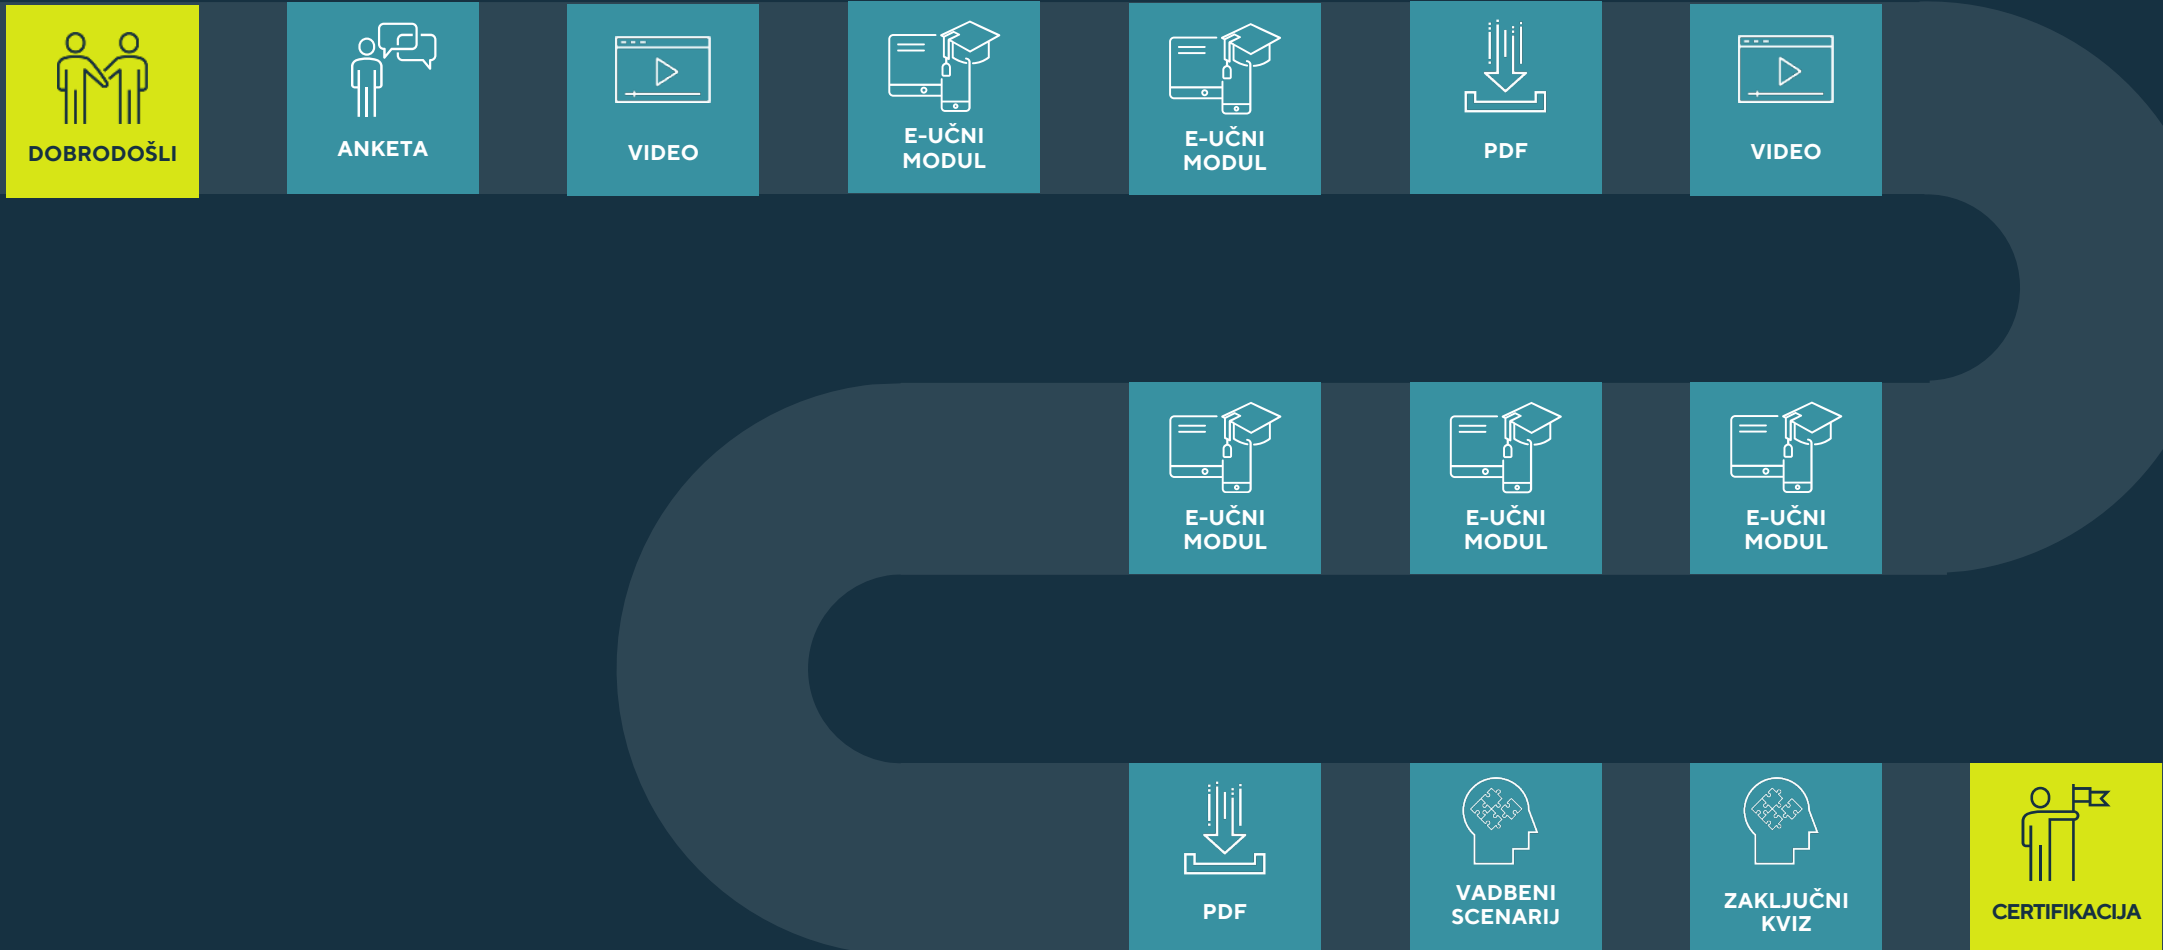 DOBRODOŠLI
ANKETA
VIDEO
E-UČNI
MODUL
E-UČNI
MODUL
PDF
VIDEO
E-UČNI
MODUL
E-UČNI
MODUL
E-UČNI
MODUL
PDF
VADBENI
SCENARIJ
ZAKLJUČNI
KVIZ
CERTIFIKACIJA